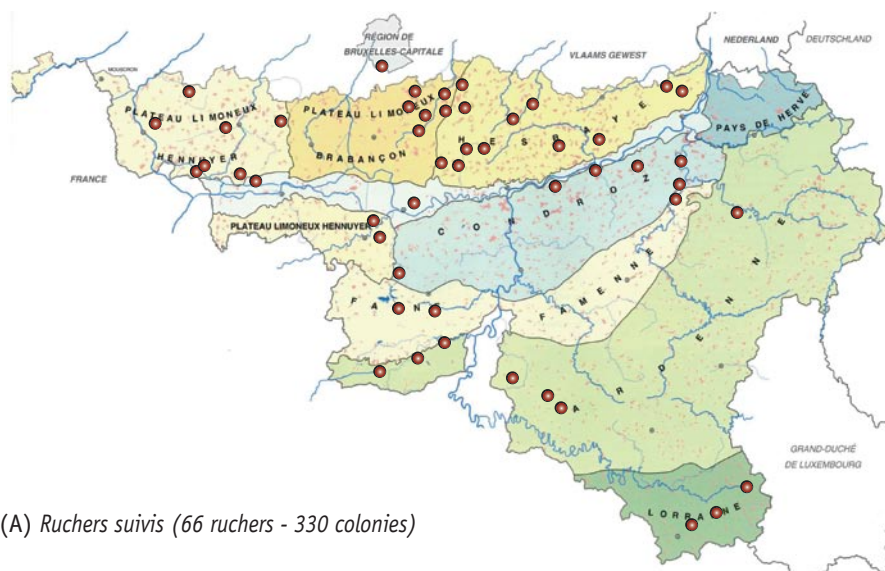 RÉGION DE
BRUXELLES-CAPITALE
VLAAMS GEWEST
NEDERLAND
DEUTSCHLAND
MOUSCRON
PLATEAU LIMONEUX
HENNUYER
PLATEAU LIMONEUX
BRABANÇON
HESBAYE
PAYS DE HERVE
FRANCE
PLATEAU LIMONEUX HENNUYER
CONDROZ
FAGNE
FAMENNE
ARDENNE
GRAND-DUCHÉ
DE LUXEMBOURG
LORRAINE
(A) Ruchers suivis (66 ruchers - 330 colonies)